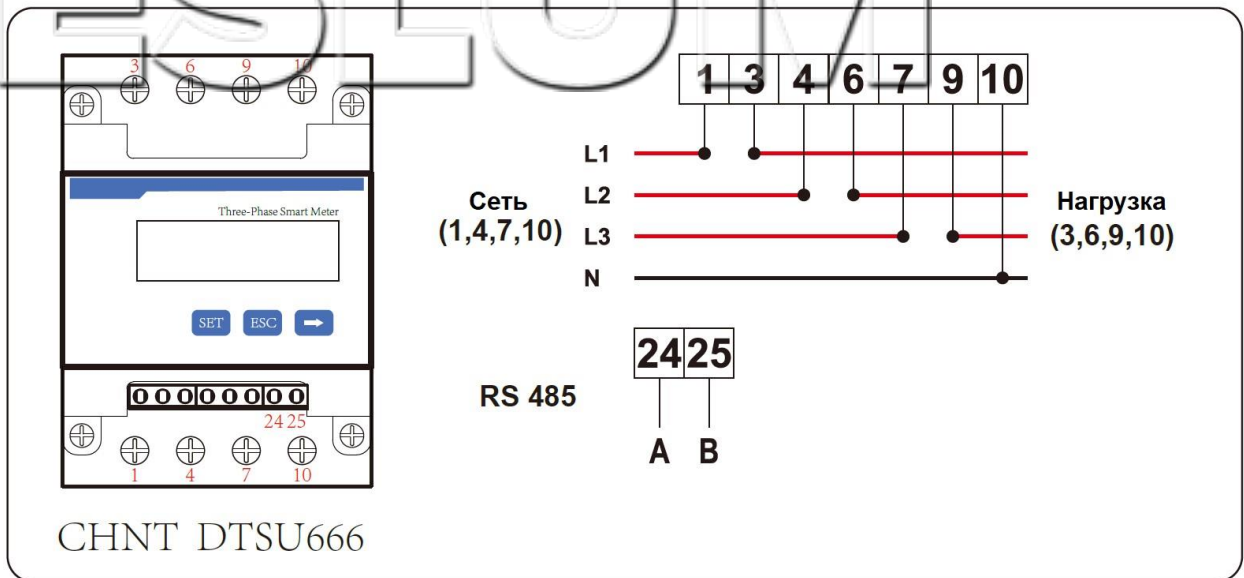 ESLUM
3 6 9 10
Three-Phase Smart Meter
SET ESC
24 25
1 4 7 10
CHNT DTSU666
1 3 4 6 7 9 10
L1
L2
L3
N
Сеть
(1,4,7,10)
Нагрузка
(3,6,9,10)
24 25
RS 485
A B